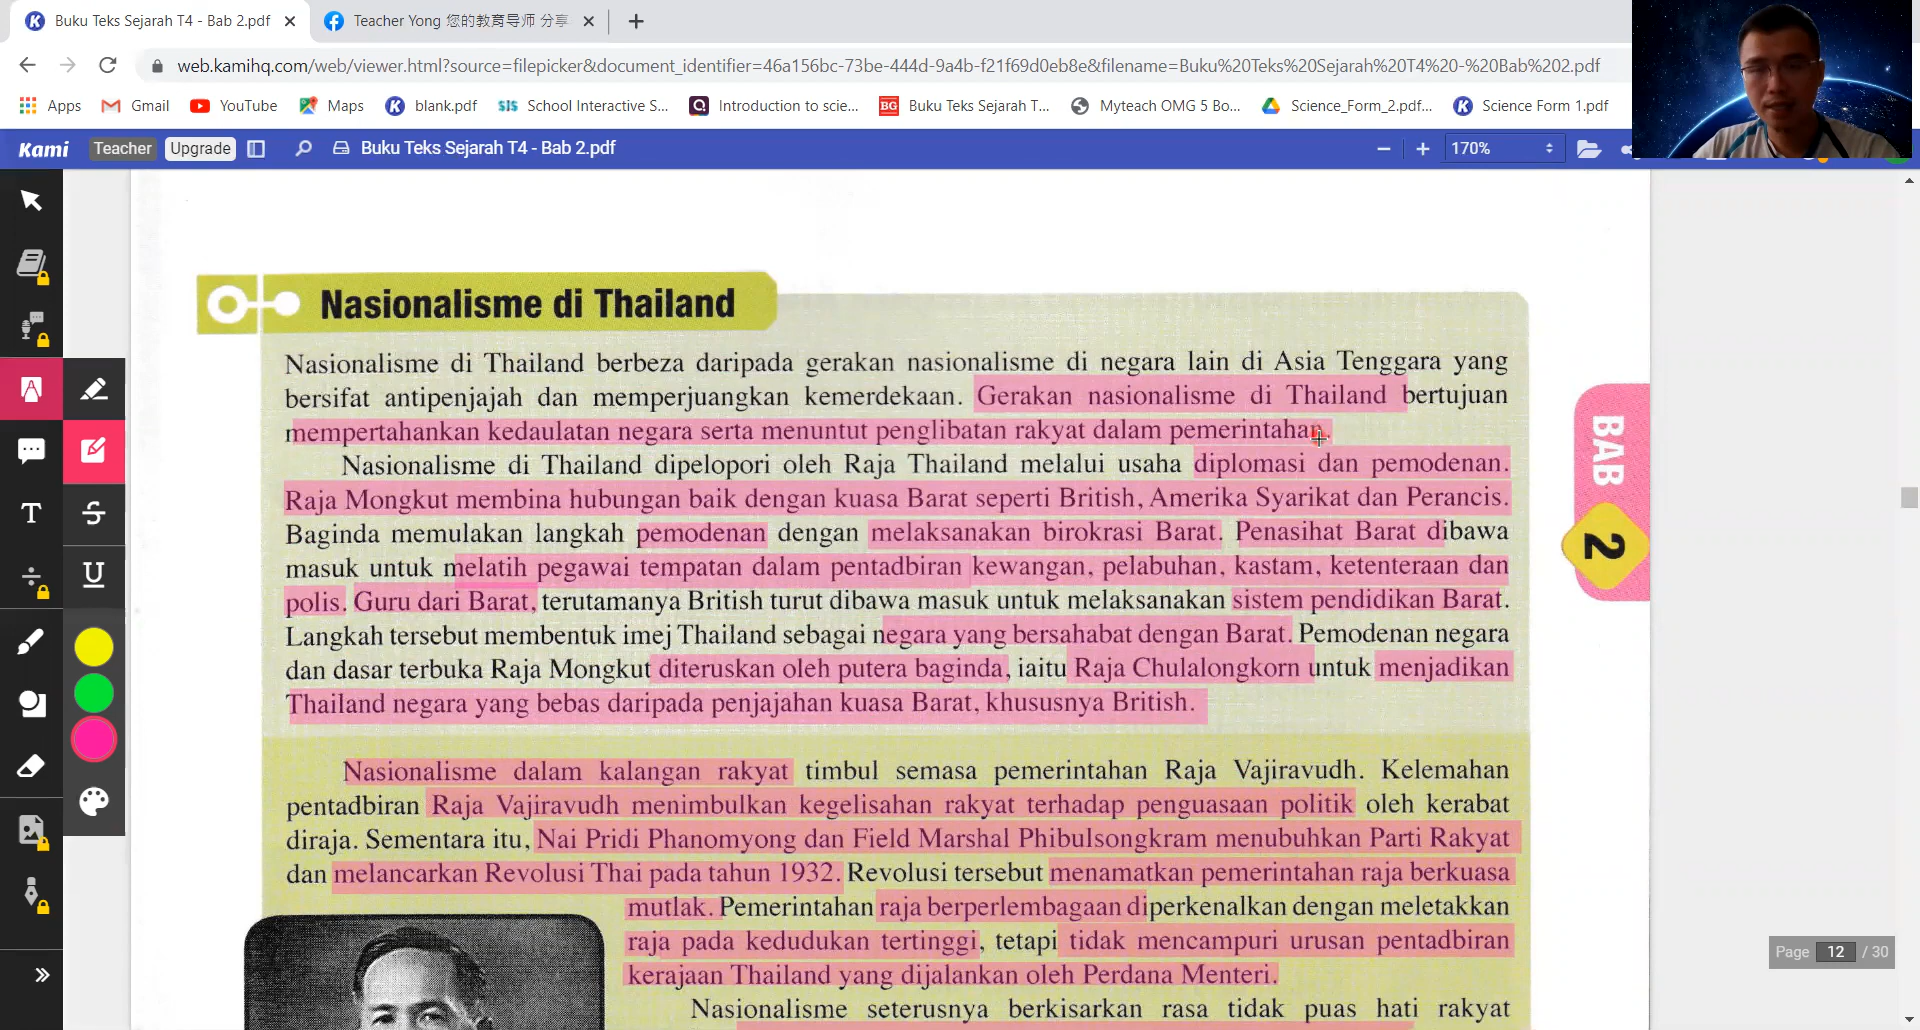 Buku Teks Sejarah T4 - Bab 2.pdf
Teacher Yong 您的教育导师 分享
web.kamihq.com/web/viewer.html?source=filepicker&document_identifier=46a156bc-73be-444d-9a4b-f21f69d0eb8e&filename=Buku%20Teks%20Sejarah%20T4%20-%20Bab%202.pdf
Apps Gmail YouTube Maps blank.pdf School Interactive S... Introduction to scie... Buku Teks Sejarah T... Myteach OMG 5 Bo... Science_Form_2.pdf... Science Form 1.pdf
Kami Teacher Upgrade Buku Teks Sejarah T4 - Bab 2.pdf 170%
Nasionalisme di Thailand
Nasionalisme di Thailand berbeza daripada gerakan nasionalisme di negara lain di Asia Tenggara yang
bersifat antipenjajah dan memperjuangkan kemerdekaan. Gerakan nasionalisme di Thailand bertujuan
mempertahankan kedaulatan negara serta menuntut penglibatan rakyat dalam pemerintahan.
Nasionalisme di Thailand dipelopori oleh Raja Thailand melalui usaha diplomasi dan pemodenan.
Raja Mongkut membina hubungan baik dengan kuasa Barat seperti British, Amerika Syarikat dan Perancis.
Baginda memulakan langkah pemodenan dengan melaksanakan birokrasi Barat. Penasihat Barat dibawa
masuk untuk melatih pegawai tempatan dalam pentadbiran kewangan, pelabuhan, kastam, ketenteraan dan
polis. Guru dari Barat, terutamanya British turut dibawa masuk untuk melaksanakan sistem pendidikan Barat.
Langkah tersebut membentuk imej Thailand sebagai negara yang bersahabat dengan Barat. Pemodenan negara
dan dasar terbuka Raja Mongkut diteruskan oleh putera baginda, iaitu Raja Chulalongkorn untuk menjadikan
Thailand negara yang bebas daripada penjajahan kuasa Barat, khususnya British.
Nasionalisme dalam kalangan rakyat timbul semasa pemerintahan Raja Vajiravudh. Kelemahan
pentadbiran Raja Vajiravudh menimbulkan kegelisahan rakyat terhadap penguasaan politik oleh kerabat
diraja. Sementara itu, Nai Pridi Phanomyong dan Field Marshal Phibulsongkram menubuhkan Parti Rakyat
dan melancarkan Revolusi Thai pada tahun 1932. Revolusi tersebut menamatkan pemerintahan raja berkuasa
mutlak. Pemerintahan raja berperlembagaan diperkenalkan dengan meletakkan
raja pada kedudukan tertinggi, tetapi tidak mencampuri urusan pentadbiran
kerajaan Thailand yang dijalankan oleh Perdana Menteri.
Nasionalisme seterusnya berkisarkan rasa tidak puas hati rakyat
BAB
2
Page 12 / 30